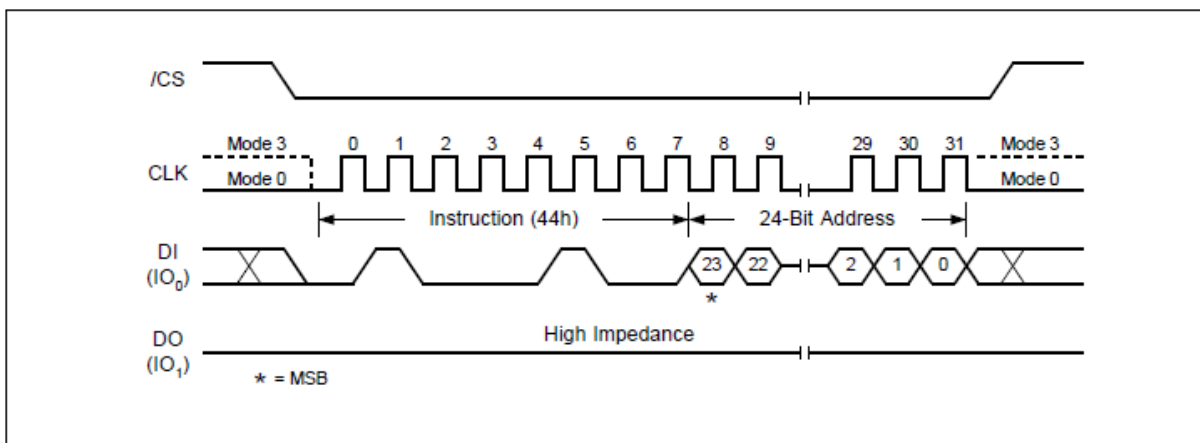 /CS
Mode 3 0 1 2 3 4 5 6 7 8 9 29 30 31 Mode 3
CLK
Mode 0 Mode 0
Instruction (44h) 24-Bit Address
DI
(IO0)
23 22 2 1 0
*
High Impedance
DO
(IO1)
* = MSB